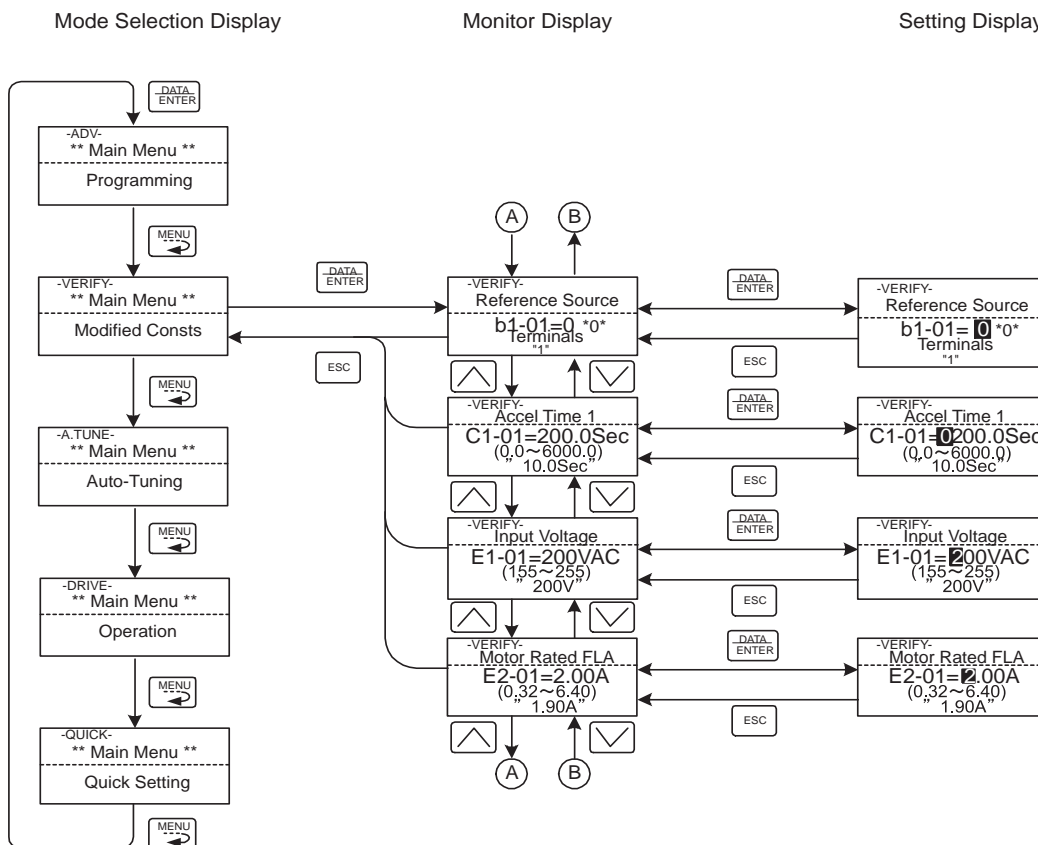 Mode Selection Display
Monitor Display
Setting Display
DATA
ENTER
-ADV-
** Main Menu **
Programming
MENU
-VERIFY-
** Main Menu **
Modified Consts
MENU
-A.TUNE-
** Main Menu **
Auto-Tuning
MENU
-DRIVE-
** Main Menu **
Operation
MENU
-QUICK-
** Main Menu **
Quick Setting
MENU
DATA
ENTER
ESC
A
B
-VERIFY-
Reference Source
b1-01=0 *0*
Terminals
"1"
-VERIFY-
Accel Time 1
C1-01=200.0Sec
(0.0～6000.0)
" 10.0Sec"
-VERIFY-
Input Voltage
E1-01=200VAC
(155～255)
" 200V"
-VERIFY-
Motor Rated FLA
E2-01=2.00A
(0.32～6.40)
" 1.90A"
A
B
DATA
ENTER
ESC
DATA
ENTER
ESC
DATA
ENTER
ESC
DATA
ENTER
ESC
-VERIFY-
Reference Source
b1-01= 0 *0*
Terminals
"1"
-VERIFY-
Accel Time 1
C1-01=0200.0Sec
(0.0～6000.0)
" 10.0Sec"
-VERIFY-
Input Voltage
E1-01= 200VAC
(155～255)
" 200V"
-VERIFY-
Motor Rated FLA
E2-01= 2.00A
(0.32～6.40)
" 1.90A"